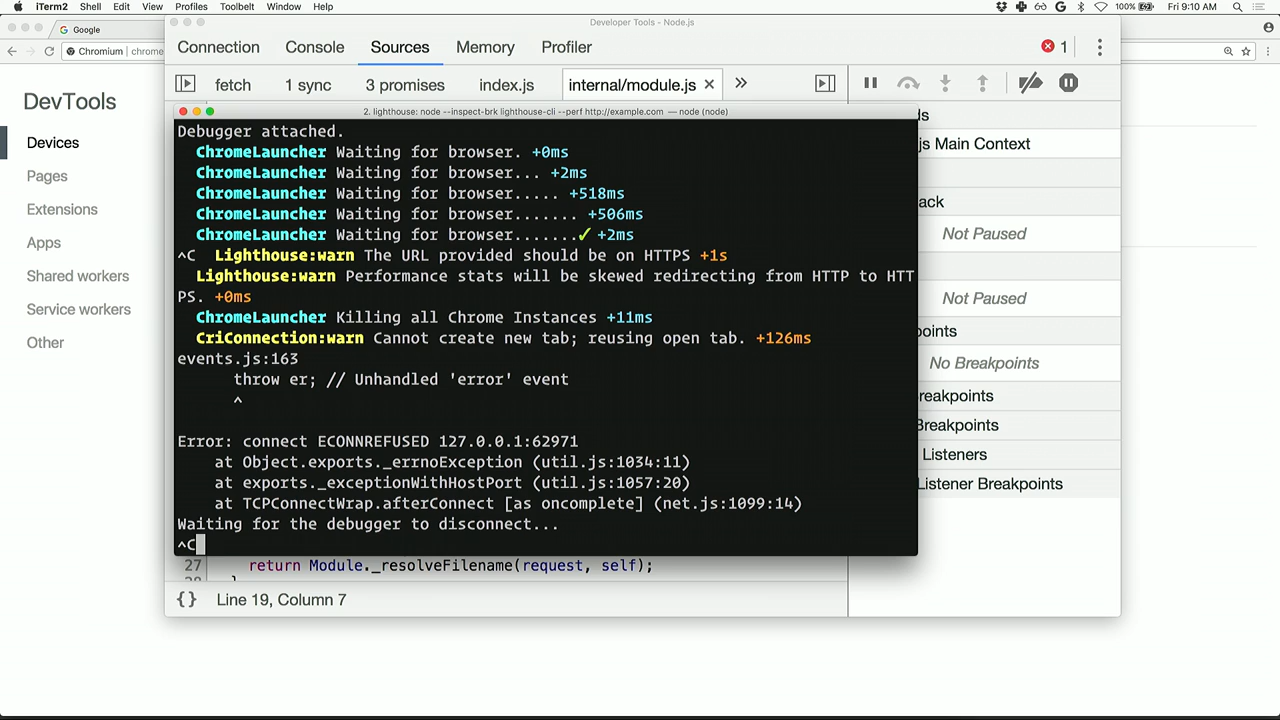 iTerm2 Shell Edit View Profiles Toolbelt Window Help 100% Fri 9:10 AM
Google
Developer Tools - Node.js
Chromium | chrome
Connection Console Sources Memory Profiler 1
fetch 1 sync 3 promises index.js internal/module.js
DevTools
Devices
Pages
Extensions
Apps
Shared workers
Service workers
Other
2. lighthouse: node --inspect-brk lighthouse-cli --perf http://example.com — node (node)
Debugger attached.
ChromeLauncher Waiting for browser. +0ms
ChromeLauncher Waiting for browser... +2ms
ChromeLauncher Waiting for browser..... +518ms
ChromeLauncher Waiting for browser....... +506ms
ChromeLauncher Waiting for browser.......✓ +2ms
^C Lighthouse:warn The URL provided should be on HTTPS +1s
Lighthouse:warn Performance stats will be skewed redirecting from HTTP to HTT
PS. +0ms
ChromeLauncher Killing all Chrome Instances +11ms
CriConnection:warn Cannot create new tab; reusing open tab. +126ms
events.js:163
throw er; // Unhandled 'error' event
^
Error: connect ECONNREFUSED 127.0.0.1:62971
at Object.exports._errnoException (util.js:1034:11)
at exports._exceptionWithHostPort (util.js:1057:20)
at TCPConnectWrap.afterConnect [as oncomplete] (net.js:1099:14)
Waiting for the debugger to disconnect...
^C
ds
js Main Context
ack
Not Paused
Not Paused
points
No Breakpoints
reakpoints
Breakpoints
Listeners
Listener Breakpoints
27 return Module._resolveFilename(request, self);
28 }
{} Line 19, Column 7